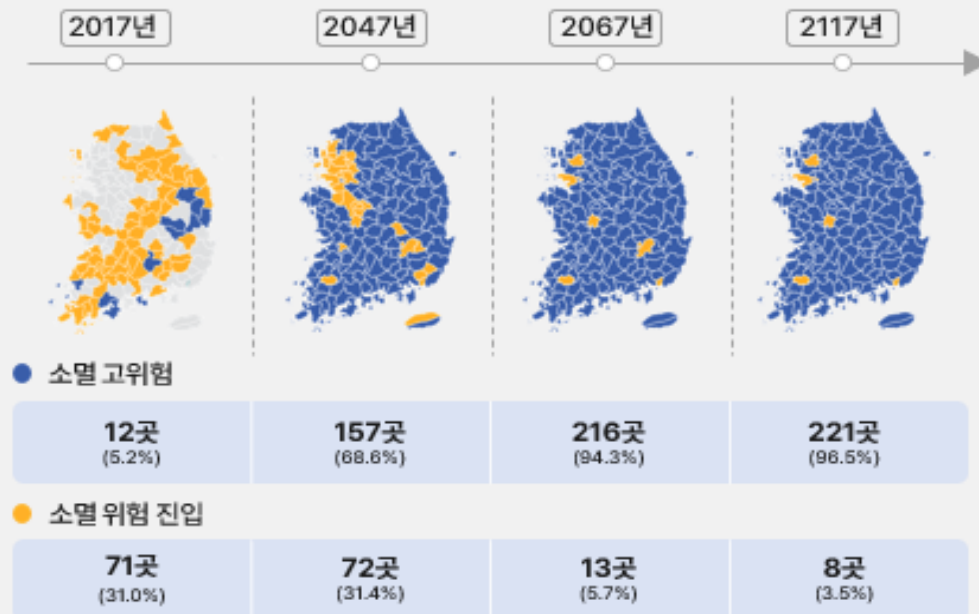 2017년 2047년 2067년 2117년
소멸 고위험
12곳 157곳 216곳 221곳
(5.2%) (68.6%) (94.3%) (96.5%)
소멸 위험 진입
71곳 72곳 13곳 8곳
(31.0%) (31.4%) (5.7%) (3.5%)